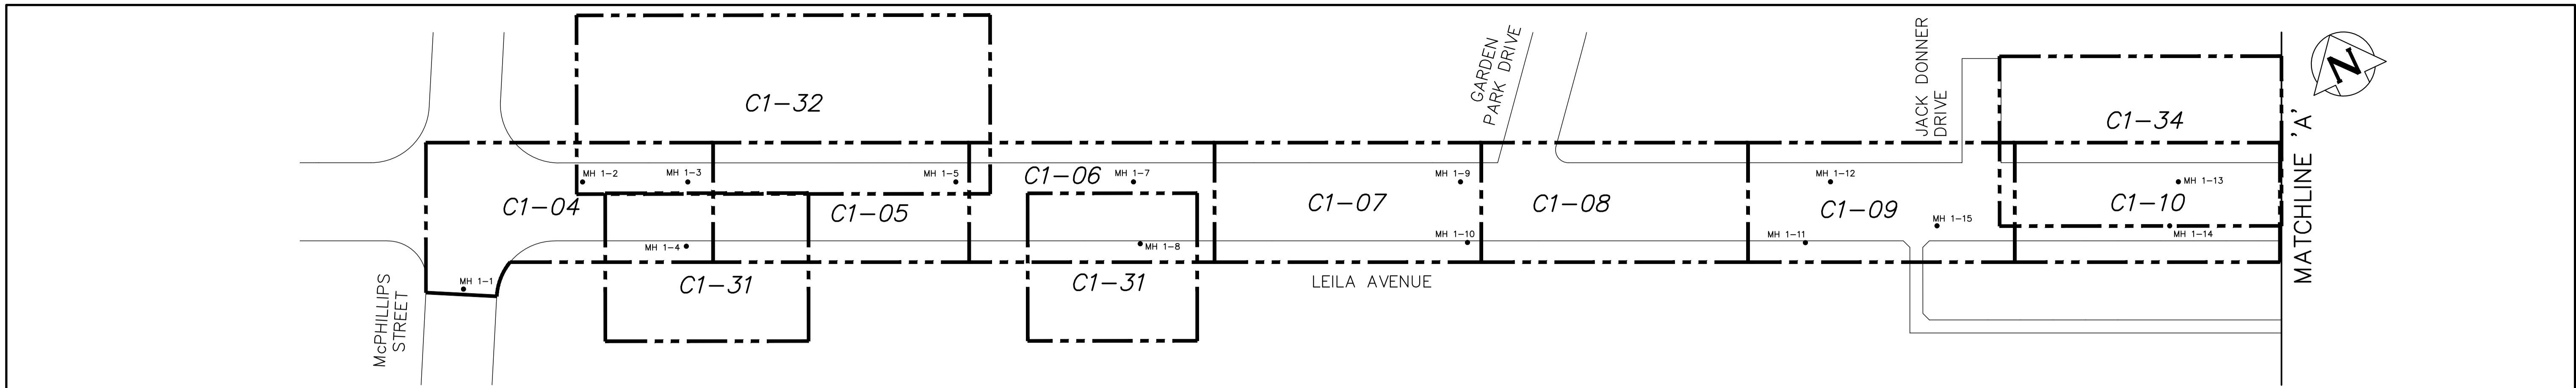 GARDEN
PARK DRIVE
JACK DONNER
DRIVE
N
C1-32
C1-34
MATCHLINE 'A'
MH 1-2
MH 1-3
MH 1-5
C1-06
MH 1-7
MH 1-9
MH 1-12
MH 1-13
C1-04
C1-05
C1-07
C1-08
C1-09
C1-10
MH 1-15
MH 1-4
MH 1-8
MH 1-10
MH 1-11
MH 1-14
MH 1-1
C1-31
C1-31
LEILA AVENUE
McPHILLIPS
STREET